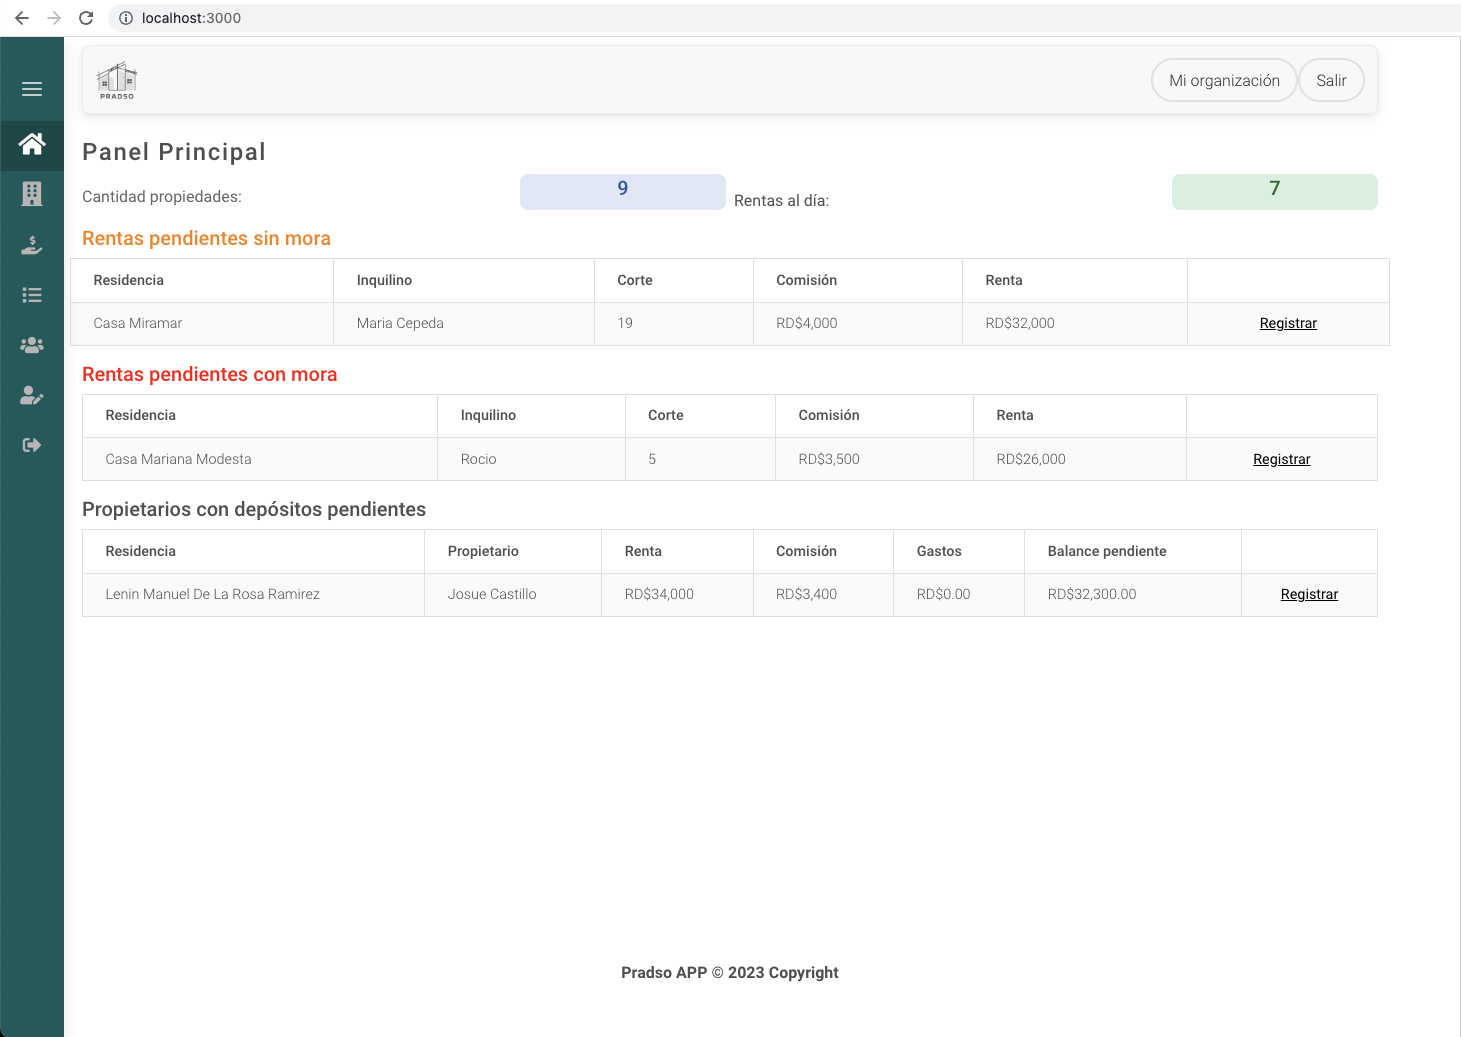 localhost:3000
PRADSO
Mi organización Salir
Panel Principal
Cantidad propiedades: 9 Rentas al día: 7
Rentas pendientes sin mora
Residencia Inquilino Corte Comisión Renta
Casa Miramar Maria Cepeda 19 RD$4,000 RD$32,000 Registrar
Rentas pendientes con mora
Residencia Inquilino Corte Comisión Renta
Casa Mariana Modesta Rocio 5 RD$3,500 RD$26,000 Registrar
Propietarios con depósitos pendientes
Residencia Propietario Renta Comisión Gastos Balance pendiente
Lenin Manuel De La Rosa Ramirez Josue Castillo RD$34,000 RD$3,400 RD$0.00 RD$32,300.00 Registrar
Pradso APP © 2023 Copyright